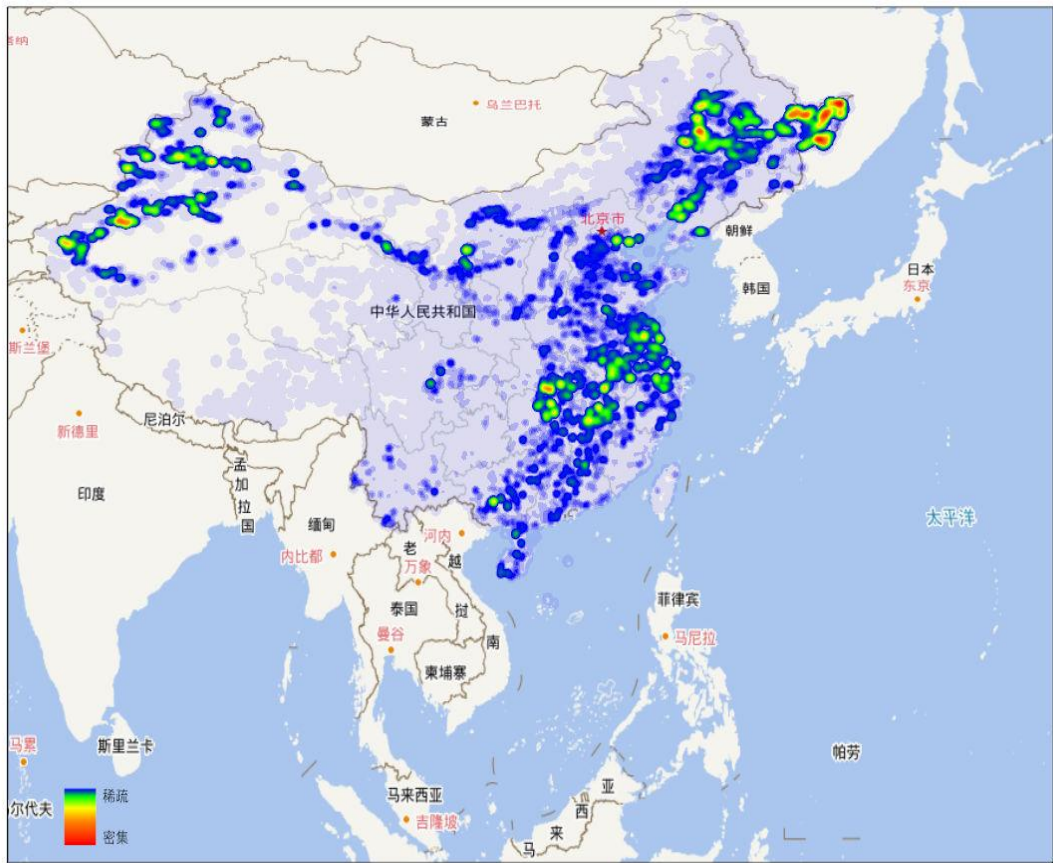 塔纳
乌兰巴托
蒙古
北京市
朝鲜
日本
东京
韩国
中华人民共和国
斯兰堡
新德里
尼泊尔
孟加拉国
印度
缅甸
内比都
河内
老挝
万象
越南
泰国
曼谷
柬埔寨
太平洋
菲律宾
马尼拉
斯里兰卡
马累
尔代夫
马来西亚
吉隆坡
马来西亚
帕劳
稀疏
密集